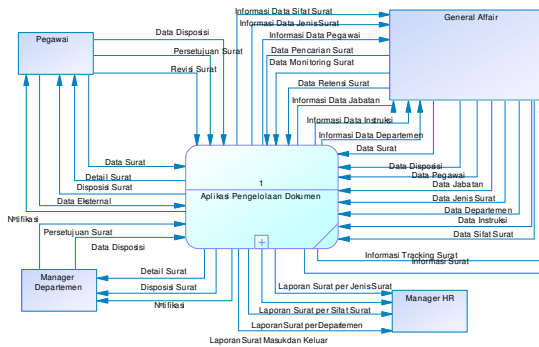 Informasi Data Sifat Surat
General Affair
Informasi Data Jenis Surat
Data Disposisi
Informasi Data Pegawai
Pegawai
Persetujuan Surat
Data Pencarian Surat
Data Monitoring Surat
Revisi Surat
Data Retensi Surat
Informasi Data Jabatan
Informasi Data Instruksi
Informasi Data Departemen
Data Surat
Data Surat
Data Disposisi
Detail Surat
Data Pegawai
1
Disposisi Surat
Data Jabatan
Aplikasi Pengelolaan Dokumen
Data Eksternal
Data Jenis Surat
Data Departemen
Notifikasi
Data Instruksi
Persetujuan Surat
Data Sifat Surat
Data Disposisi
Informasi Tracking Surat
Informasi Surat
Manager
Departemen
Detail Surat
Laporan Surat per Jenis Surat
Disposisi Surat
Manager HR
Notifikasi
Laporan Surat per Sifat Surat
Laporan Surat per Departemen
Laporan Surat Masuk dan Keluar